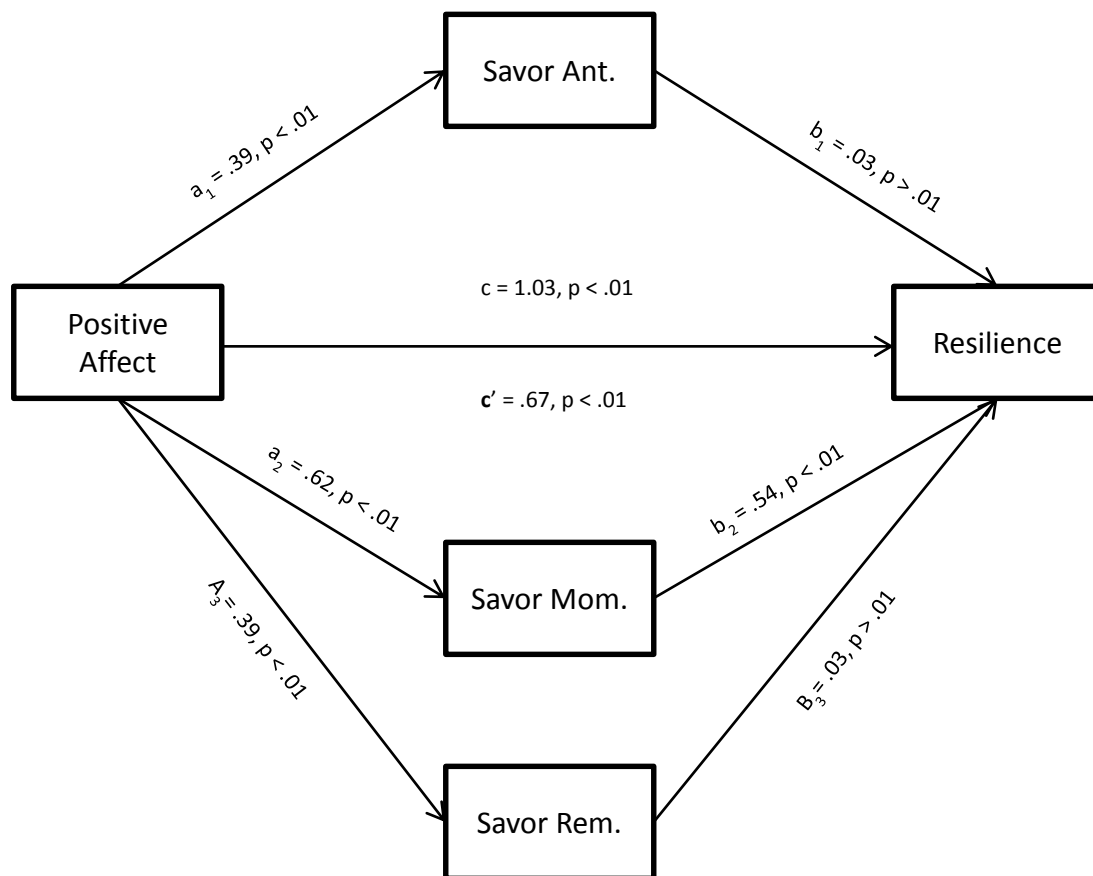 Savor Ant.
a₁ = .39, p < .01
b₁ = .03, p > .01
c = 1.03, p < .01
Positive
Affect
Resilience
c' = .67, p < .01
a₂ = .62, p < .01
b₂ = .54, p < .01
Savor Mom.
A₃ = .39, p < .01
B₃ = .03, p > .01
Savor Rem.